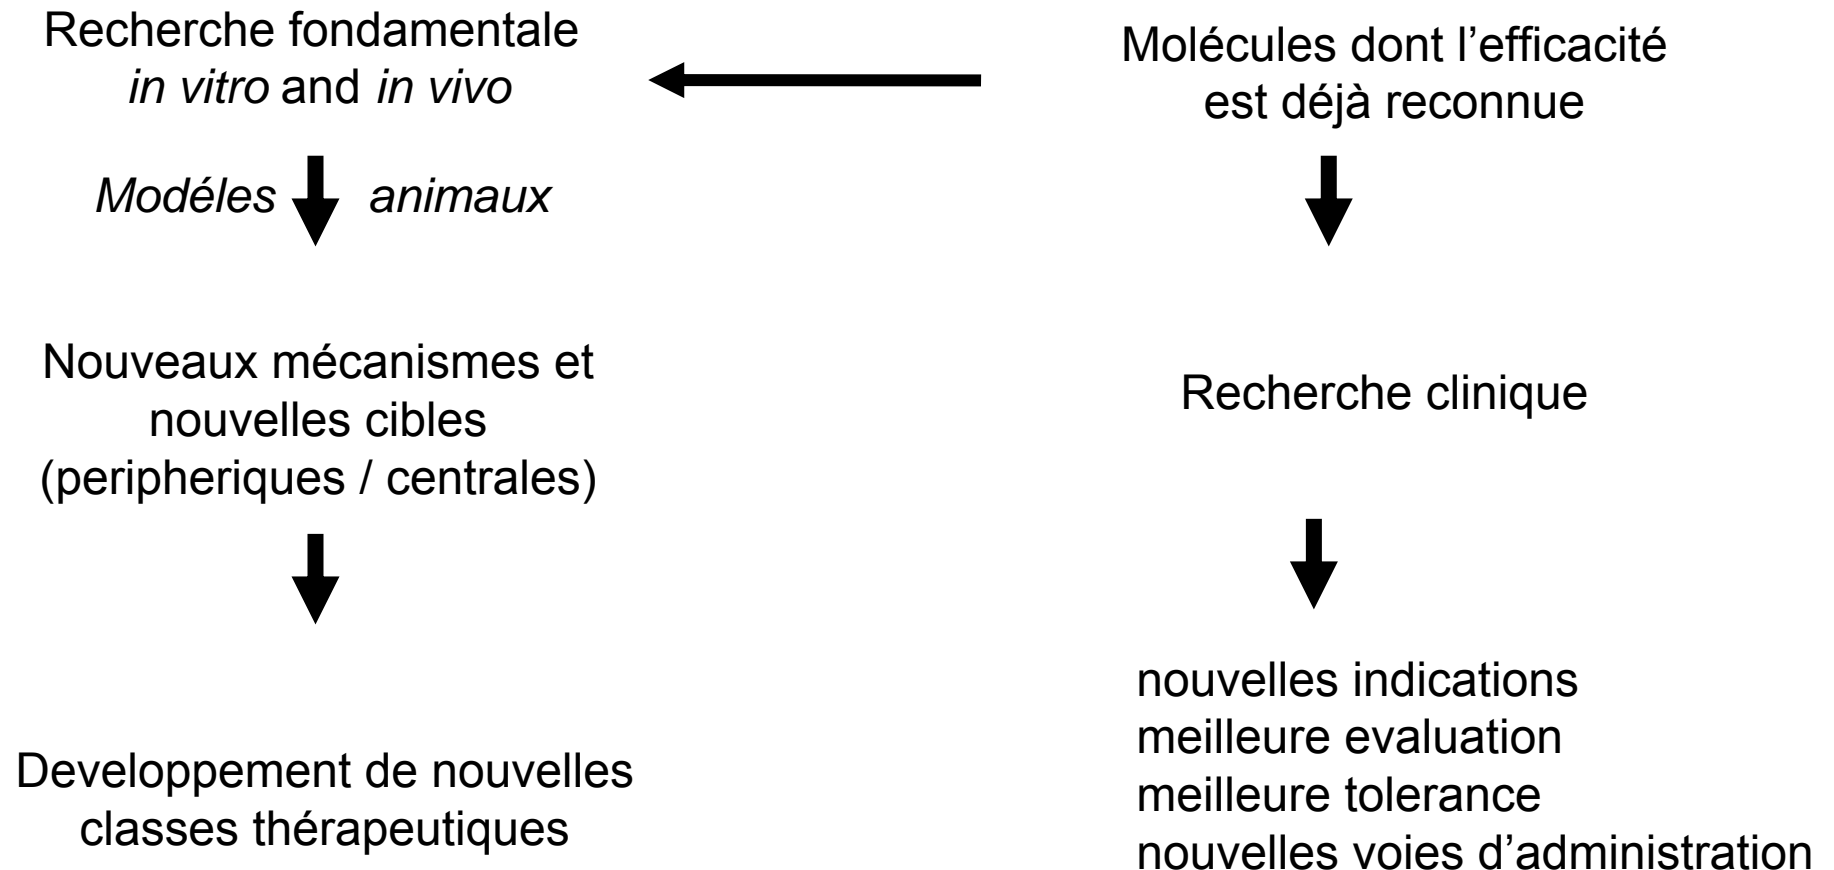 Recherche fondamentale
in vitro and in vivo
Modéles animaux
Nouveaux mécanismes et
nouvelles cibles
(peripheriques / centrales)
Developpement de nouvelles
classes thérapeutiques
Molécules dont l’efficacité
est déjà reconnue
Recherche clinique
nouvelles indications
meilleure evaluation
meilleure tolerance
nouvelles voies d’administration